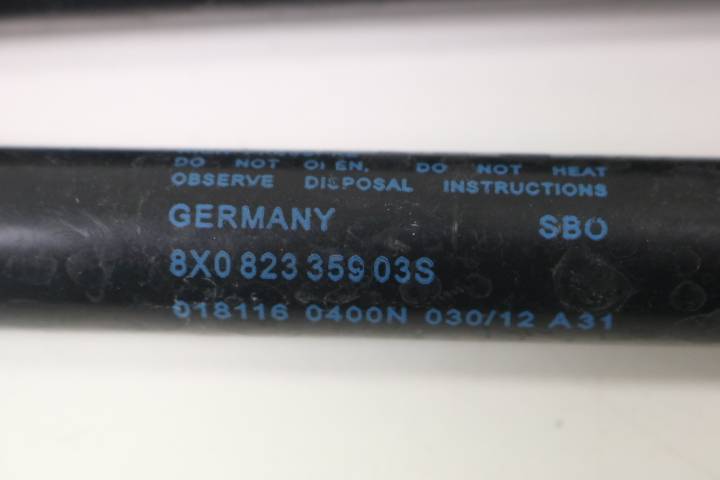 DO NOT OPEN, DO NOT HEAT
OBSERVE DISPOSAL INSTRUCTIONS
GERMANY SBO
8X0 823 359 03S
018116 0400N 030/12 A31